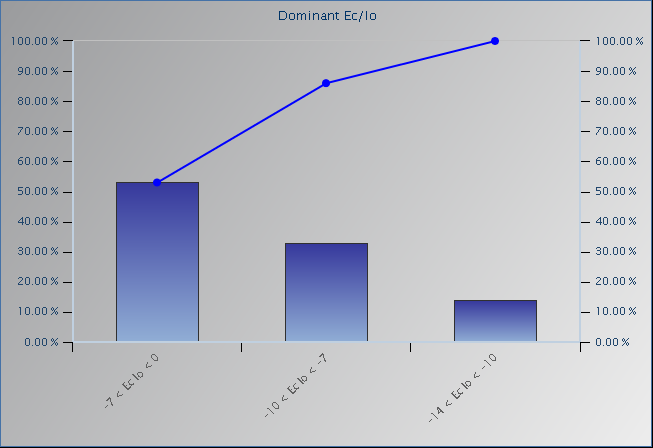 Dominant Ec/Io
100.00 % 100.00 %
90.00 % 90.00 %
80.00 % 80.00 %
70.00 % 70.00 %
60.00 % 60.00 %
50.00 % 50.00 %
40.00 % 40.00 %
30.00 % 30.00 %
20.00 % 20.00 %
10.00 % 10.00 %
0.00 % 0.00 %
-7 < Ec Io < 0
-10 < Ec Io < -7
-14 < Ec Io < -10